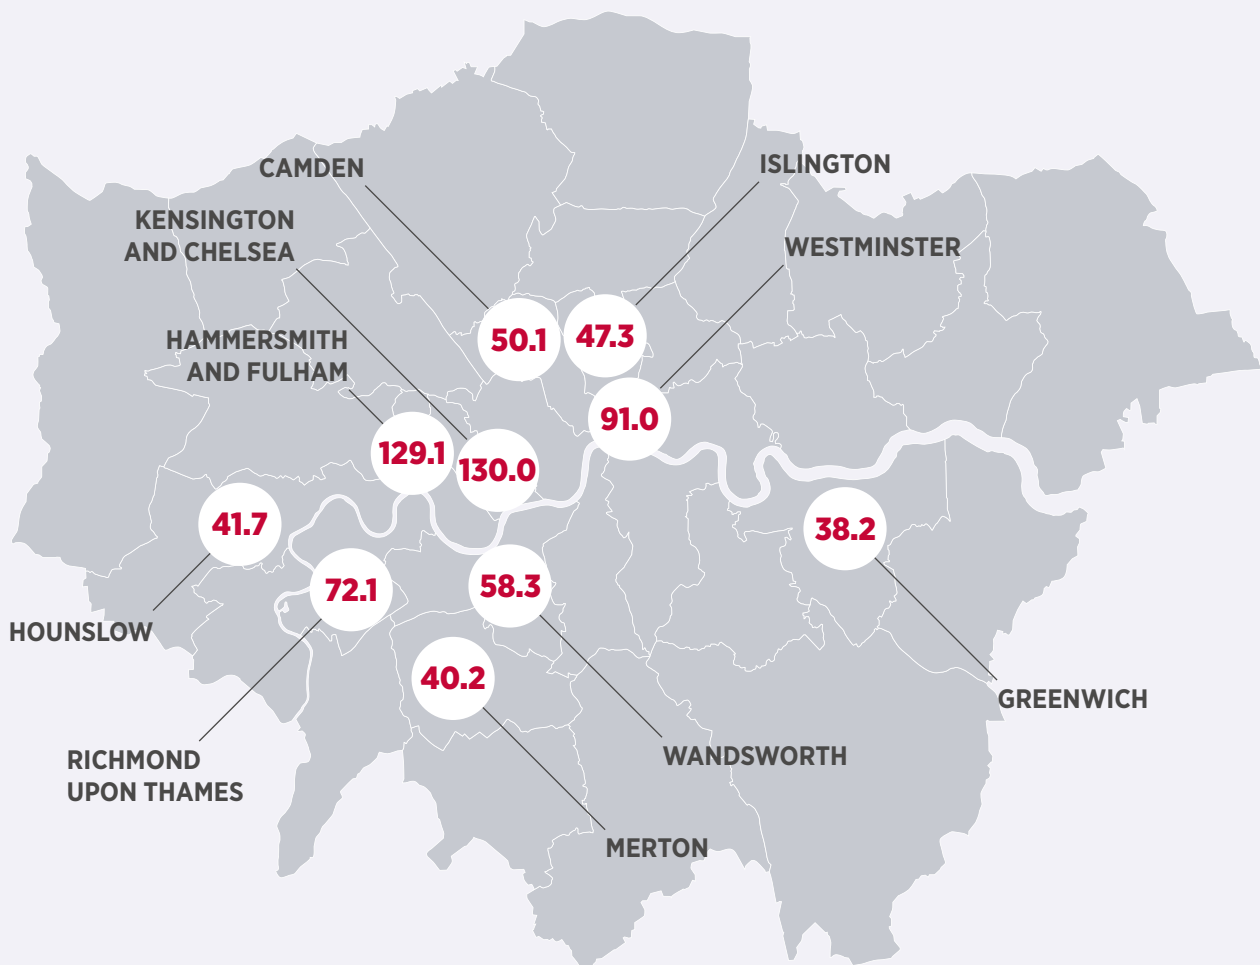 CAMDEN
ISLINGTON
KENSINGTON
AND CHELSEA
WESTMINSTER
HAMMERSMITH
AND FULHAM
50.1
47.3
91.0
129.1
130.0
41.7
38.2
72.1
58.3
HOUNSLOW
40.2
GREENWICH
RICHMOND
UPON THAMES
WANDSWORTH
MERTON